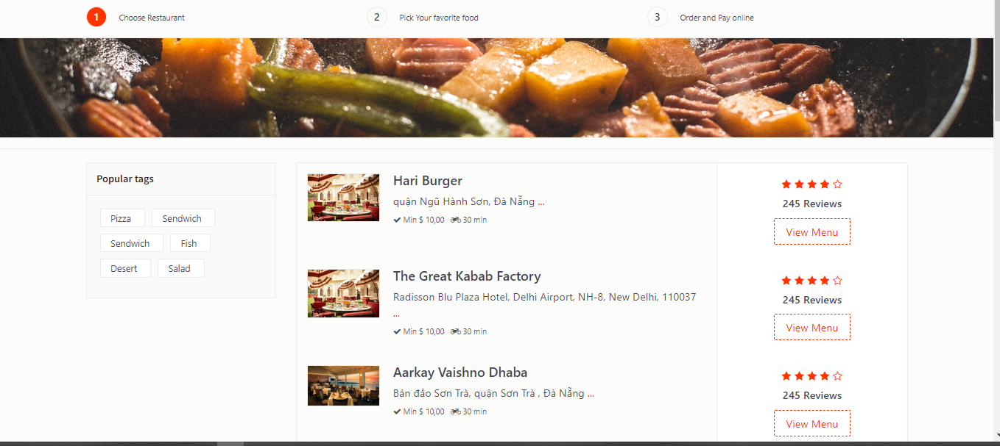 1 Choose Restaurant
2 Pick Your favorite food
3 Order and Pay online
Popular tags
Pizza Sendwich
Sendwich Fish
Desert Salad
Hari Burger
quận Ngũ Hành Sơn, Đà Nẵng ...
Min $ 10,00 30 min
245 Reviews
View Menu
The Great Kabab Factory
Radisson Blu Plaza Hotel, Delhi Airport, NH-8, New Delhi, 110037
...
Min $ 10,00 30 min
245 Reviews
View Menu
Aarkay Vaishno Dhaba
Bán đảo Sơn Trà, quận Sơn Trà , Đà Nẵng ...
Min $ 10,00 30 min
245 Reviews
View Menu